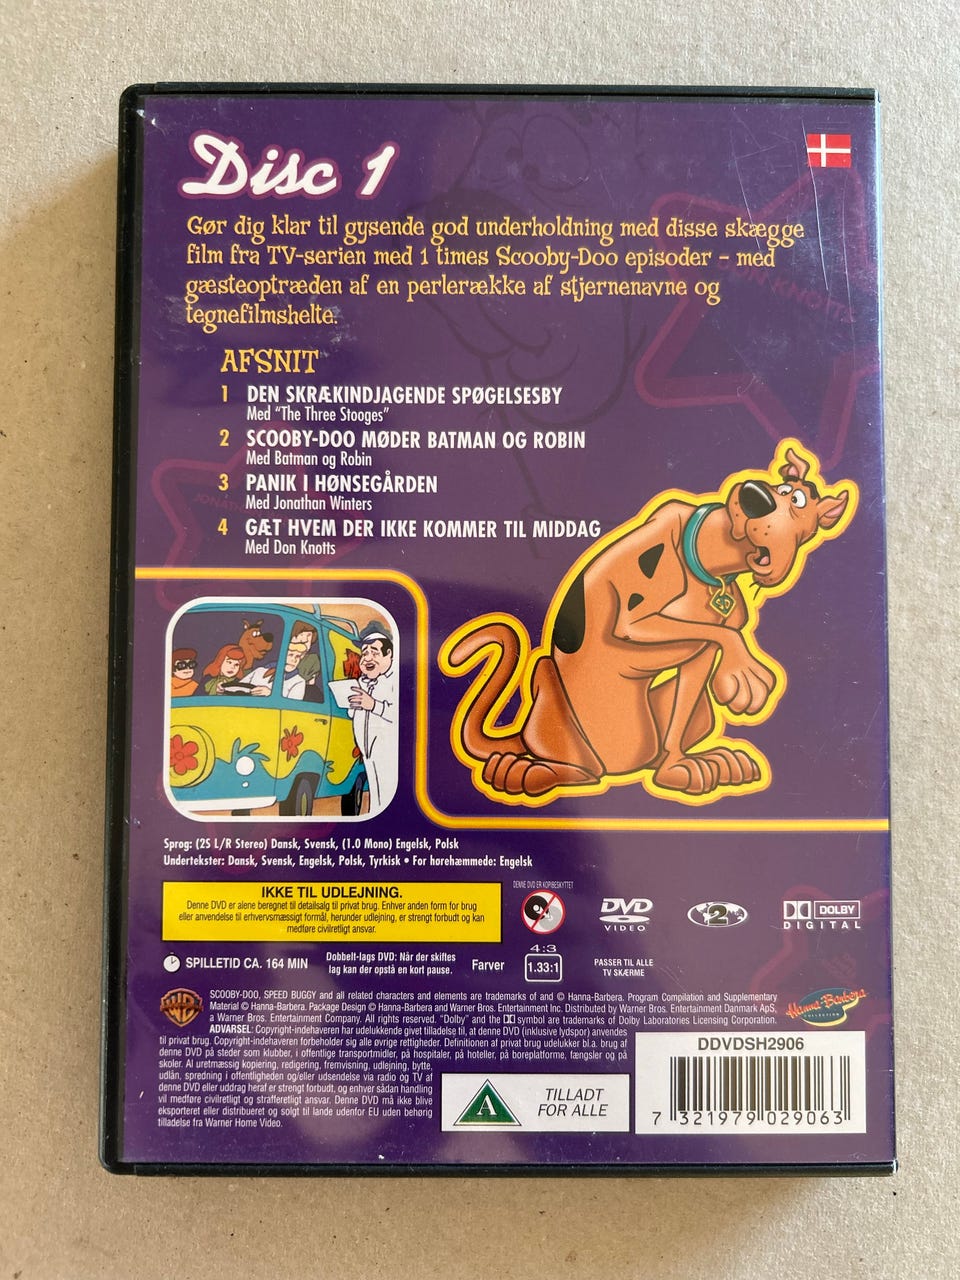 Disc 1
Gør dig klar til gysende god underholdning med disse skægge
film fra TV-serien med 1 times Scooby-Doo episoder – med
gæsteoptræden af en perlerække af stjernenavne og
tegnefilmshelte.
AFSNIT
1 DEN SKRÆKINDJAGENDE SPØGELSESBY
Med "The Three Stooges"
2 SCOOBY-DOO MØDER BATMAN OG ROBIN
Med Batman og Robin
3 PANIK I HØNSEGÅRDEN
Med Jonathan Winters
4 GÆT HVEM DER IKKE KOMMER TIL MIDDAG
Med Don Knotts
DON KNOTTS
SD
Sprog: (2S L/R Stereo) Dansk, Svensk, (1.0 Mono) Engelsk, Polsk
Undertekster: Dansk, Svensk, Engelsk, Polsk, Tyrkisk • For hørehæmmede: Engelsk
IKKE TIL UDLEJNING.
Denne DVD er alene beregnet til detailsalg til privat brug. Enhver anden form for brug
eller anvendelse til erhvervsmæssigt formål, herunder udlejning, er strengt forbudt og kan
medføre civilretligt ansvar.
DENNE DVD ER KOPIBESKYTTET
DVD
VIDEO
2
DOLBY
DIGITAL
SPILLETID CA. 164 MIN
Dobbelt-lags DVD: Når der skiftes
lag kan der opstå en kort pause.
Farver
4:3
1.33:1
PASSER TIL ALLE
TV SKÆRME
WB
SCOOBY-DOO, SPEED BUGGY and all related characters and elements are trademarks of and © Hanna-Barbera. Program Compilation and Supplementary
Material © Hanna-Barbera. Package Design © Hanna-Barbera and Warner Bros. Entertainment Inc. Distributed by Warner Bros. Entertainment Danmark ApS,
a Warner Bros. Entertainment Company. All rights reserved. "Dolby" and the DD symbol are trademarks of Dolby Laboratories Licensing Corporation.
Hanna-Barbera
COLLECTION
ADVARSEL: Copyright-indehaveren har udelukkende givet tilladelse til, at denne DVD (inklusive lydspor) anvendes
til privat brug. Copyright-indehaveren forbeholder sig alle øvrige rettigheder. Definitionen af privat brug udelukker bl.a. brug af
denne DVD på steder som klubber, i offentlige transportmidler, på hospitaler, på hoteller, på boreplatforme, fængsler og på
skoler. Al uretmæssig kopiering, redigering, fremvisning, udlejning, bytte,
udlån, spredning i offentligheden og/eller udsendelse via radio og TV af
denne DVD eller uddrag heraf er strengt forbudt, og enhver sådan handling
vil medføre civilretligt og strafferetligt ansvar. Denne DVD må ikke blive
eksporteret eller distribueret og solgt til lande udenfor EU uden behørig
tilladelse fra Warner Home Video.
A
TILLADT
FOR ALLE
DDVDSH2906
7 321979 029063